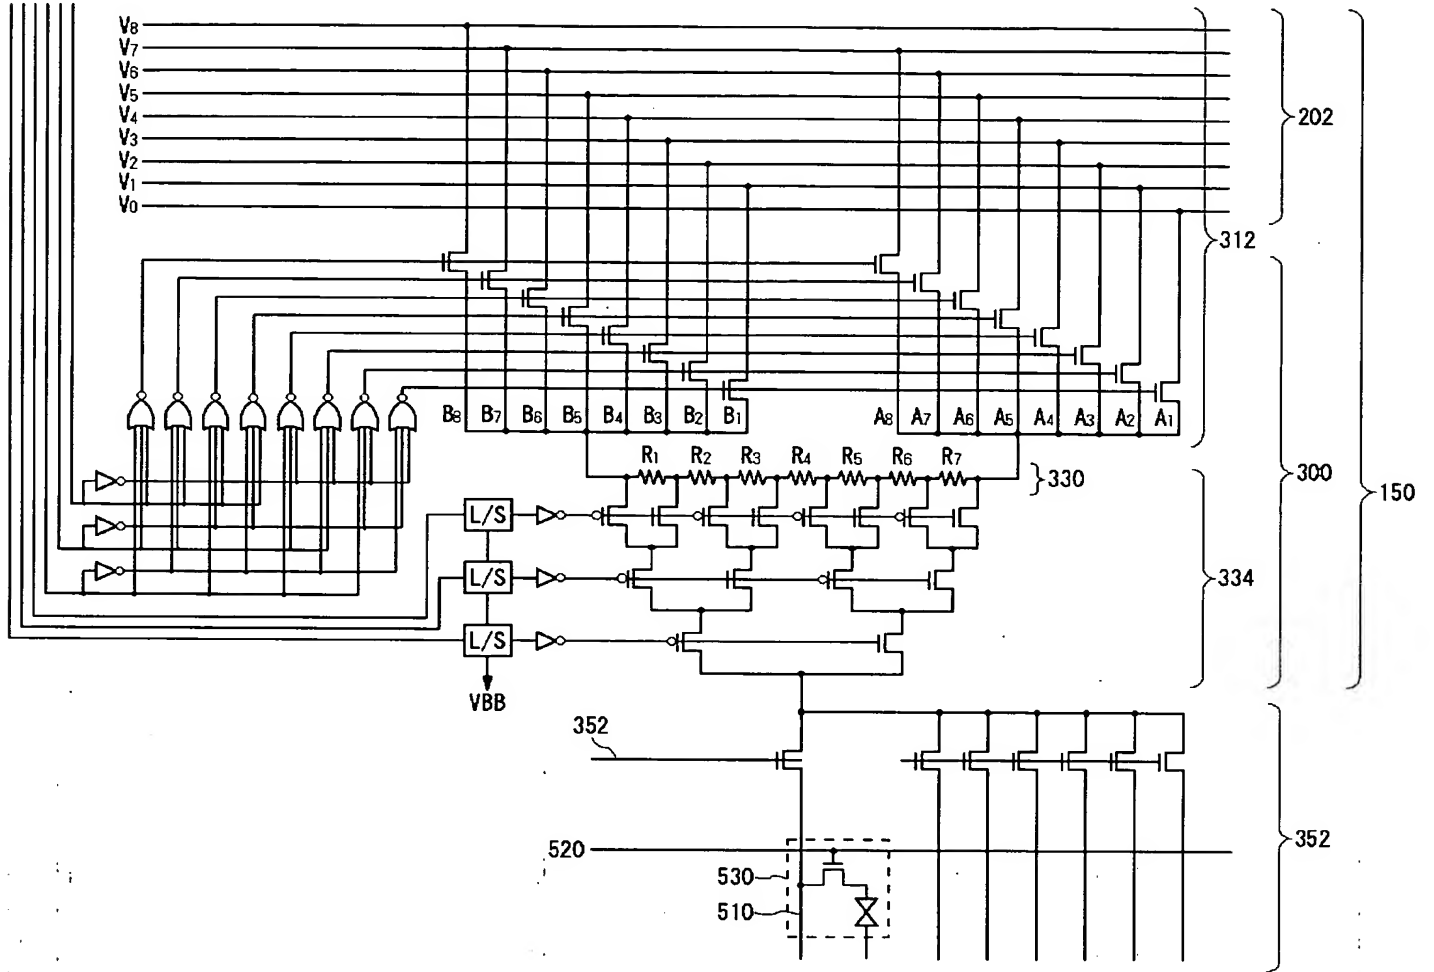 V8
V7
V6
V5
V4
V3
V2
V1
V0
202
312
B8 B7 B6 B5 B4 B3 B2 B1 A8 A7 A6 A5 A4 A3 A2 A1
R1 R2 R3 R4 R5 R6 R7
330
300
150
L/S
L/S
334
L/S
VBB
352
520
352
530
510